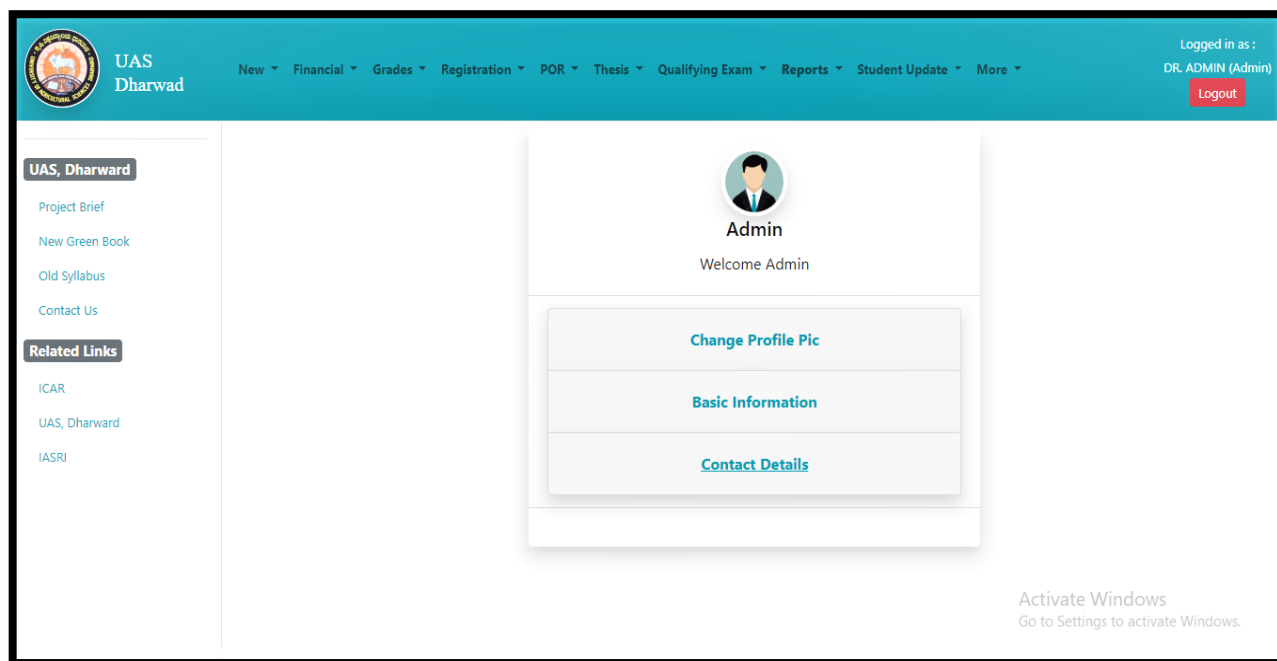 UAS
Dharwad
New Financial Grades Registration POR Thesis Qualifying Exam Reports Student Update More
Logged in as :
DR. ADMIN (Admin)
Logout
UAS, Dharward
Project Brief
New Green Book
Old Syllabus
Contact Us
Related Links
ICAR
UAS, Dharward
IASRI
Admin
Welcome Admin
Change Profile Pic
Basic Information
Contact Details
Activate Windows
Go to Settings to activate Windows.